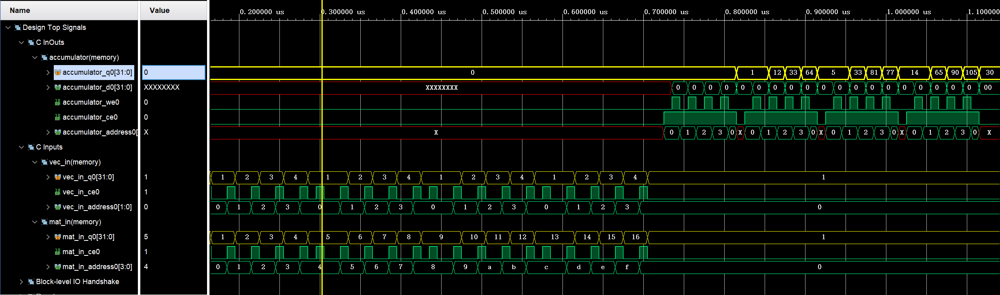 Name Value 0.200000 us 0.300000 us 0.400000 us 0.500000 us 0.600000 us 0.700000 us 0.800000 us 0.900000 us 1.000000 us 1.100000
Design Top Signals
C InOuts
accumulator(memory)
accumulator_q0[31:0] 0 0 1 12 33 64 5 33 81 77 14 65 90 105 30
accumulator_d0[31:0] XXXXXXXX XXXXXXXX 0 0 0 0 0 0 0 0 0 0 0 0 0 0 0 0 0 0 0 00
accumulator_we0 0
accumulator_ce0 0
accumulator_address0[ X X 0 1 2 3 0 X 0 1 2 3 0 X 0 1 2 3 0 X 0 1 2 3 0 X
C Inputs
vec_in(memory)
vec_in_q0[31:0] 1 1 2 3 4 1 2 3 4 1 2 3 4 1 2 3 4 1
vec_in_ce0 1
vec_in_address0[1:0] 0 0 1 2 3 0 1 2 3 0 1 2 3 0 1 2 3 0
mat_in(memory)
mat_in_q0[31:0] 5 1 2 3 4 5 6 7 8 9 10 11 12 13 14 15 16 1
mat_in_ce0 1
mat_in_address0[3:0] 4 0 1 2 3 4 5 6 7 8 9 a b c d e f 0
Block-level IO Handshake